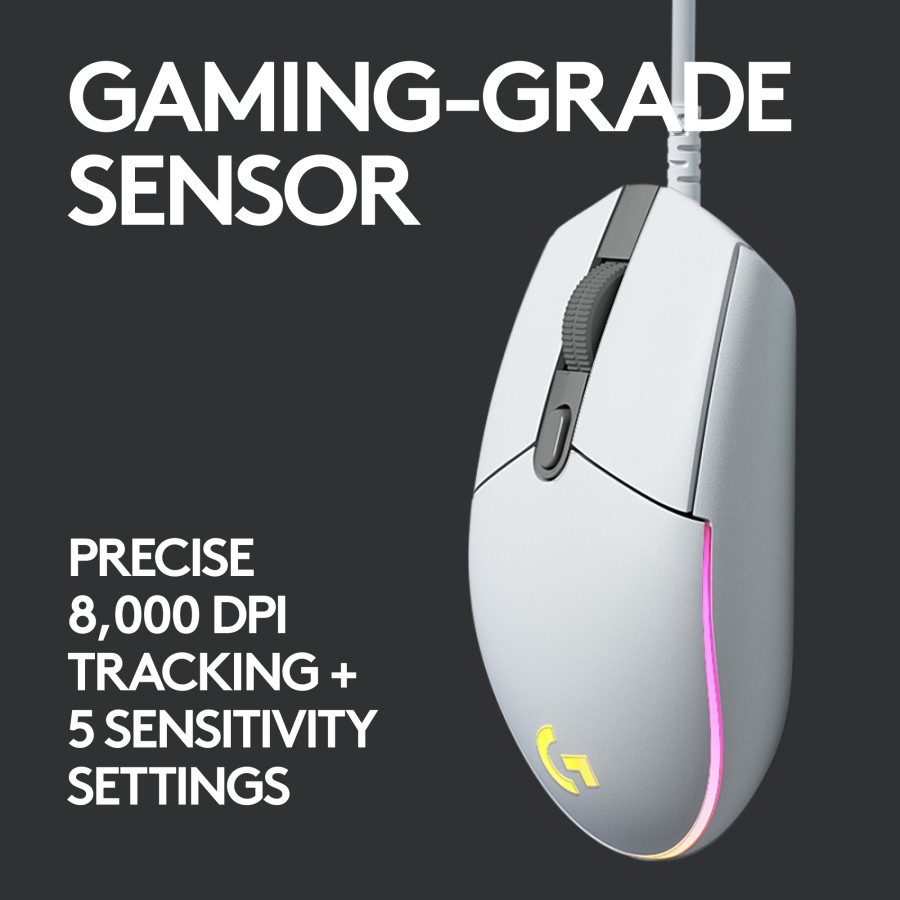 GAMING-GRADE
SENSOR
PRECISE
8,000 DPI
TRACKING +
5 SENSITIVITY
SETTINGS